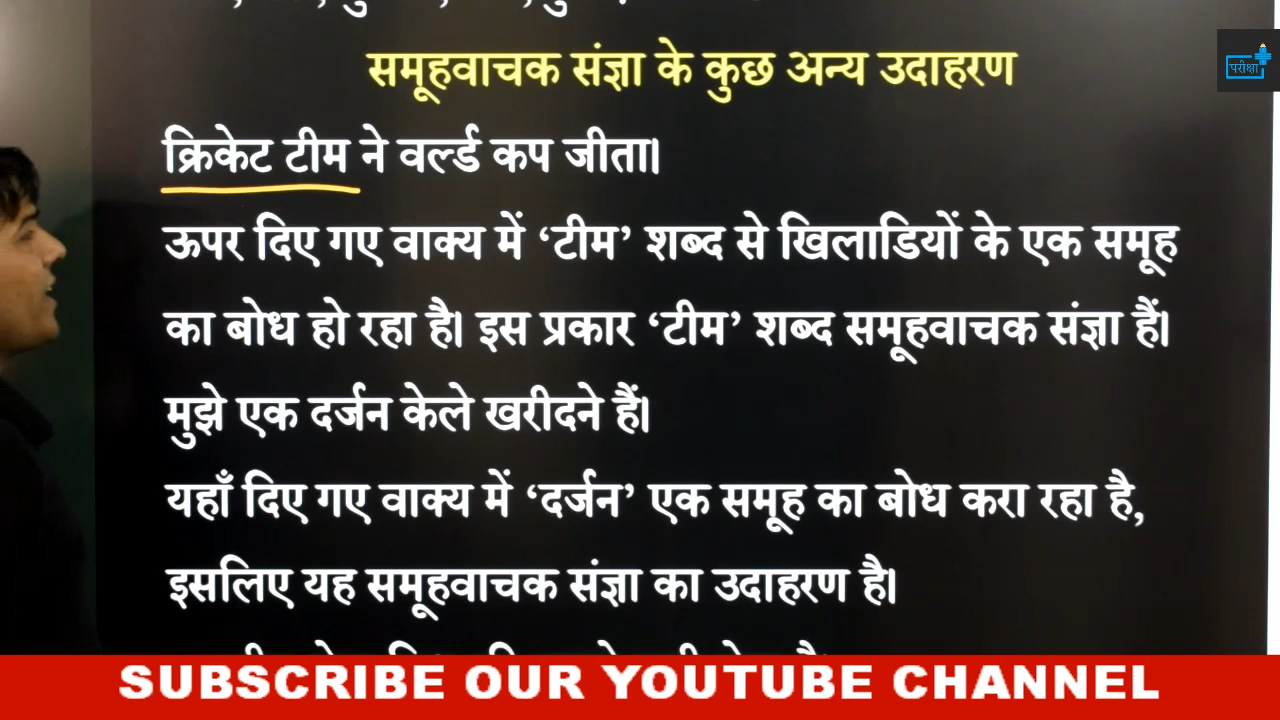 समूहवाचक संज्ञा के कुछ अन्य उदाहरण
परीक्षा
क्रिकेट टीम ने वर्ल्ड कप जीता।
ऊपर दिए गए वाक्य में ‘टीम’ शब्द से खिलाडियों के एक समूह
का बोध हो रहा है। इस प्रकार ‘टीम’ शब्द समूहवाचक संज्ञा हैं।
मुझे एक दर्जन केले खरीदने हैं।
यहाँ दिए गए वाक्य में ‘दर्जन’ एक समूह का बोध करा रहा है,
इसलिए यह समूहवाचक संज्ञा का उदाहरण है।
SUBSCRIBE OUR YOUTUBE CHANNEL